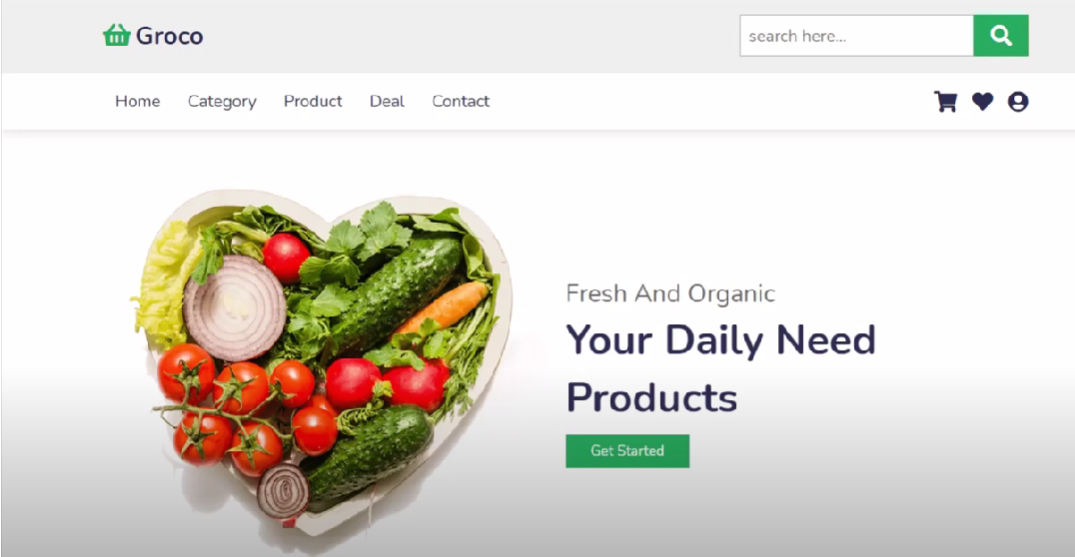 Groco
search here...
Home Category Product Deal Contact
Fresh And Organic
Your Daily Need
Products
Get Started